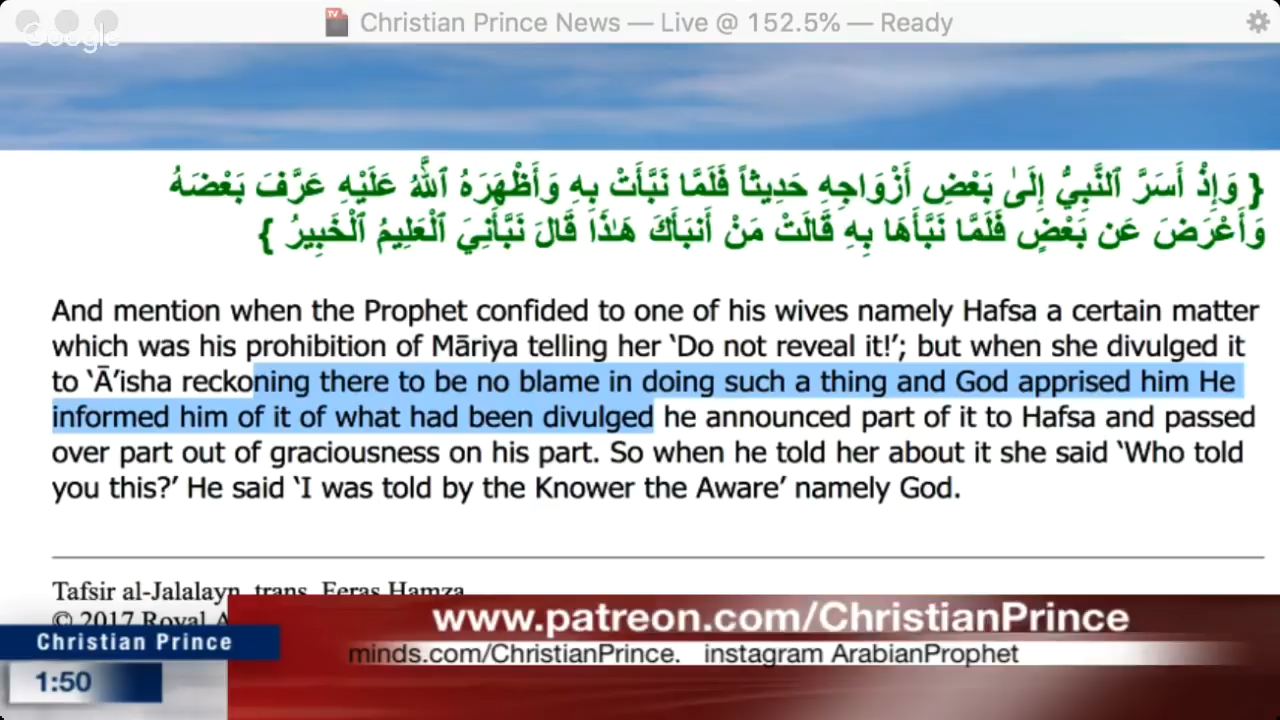 Christian Prince News — Live @ 152.5% — Ready
Google
{ وَإِذْ أَسَرَّ ٱلنَّبِيُّ إِلَىٰ بَعْضِ أَزْوَاجِهِ حَدِيثاً فَلَمَّا نَبَّأَتْ بِهِ وَأَظْهَرَهُ ٱللَّهُ عَلَيْهِ عَرَّفَ بَعْضَهُ
وَأَعْرَضَ عَن بَعْضٍ فَلَمَّا نَبَّأَهَا بِهِ قَالَتْ مَنْ أَنبَأَكَ هَـٰذَا قَالَ نَبَّأَنِيَ ٱلْعَلِيمُ ٱلْخَبِيرُ }
And mention when the Prophet confided to one of his wives namely Hafsa a certain matter
which was his prohibition of Māriya telling her ‘Do not reveal it!’; but when she divulged it
to ‘Ā’isha reckoning there to be no blame in doing such a thing and God apprised him He
informed him of it of what had been divulged he announced part of it to Hafsa and passed
over part out of graciousness on his part. So when he told her about it she said ‘Who told
you this?’ He said ‘I was told by the Knower the Aware’ namely God.
Tafsir al-Jalalayn, trans. Feras Hamza
© 2017 Royal A
www.patreon.com/ChristianPrince
Christian Prince
minds.com/ChristianPrince. instagram ArabianProphet
1:50